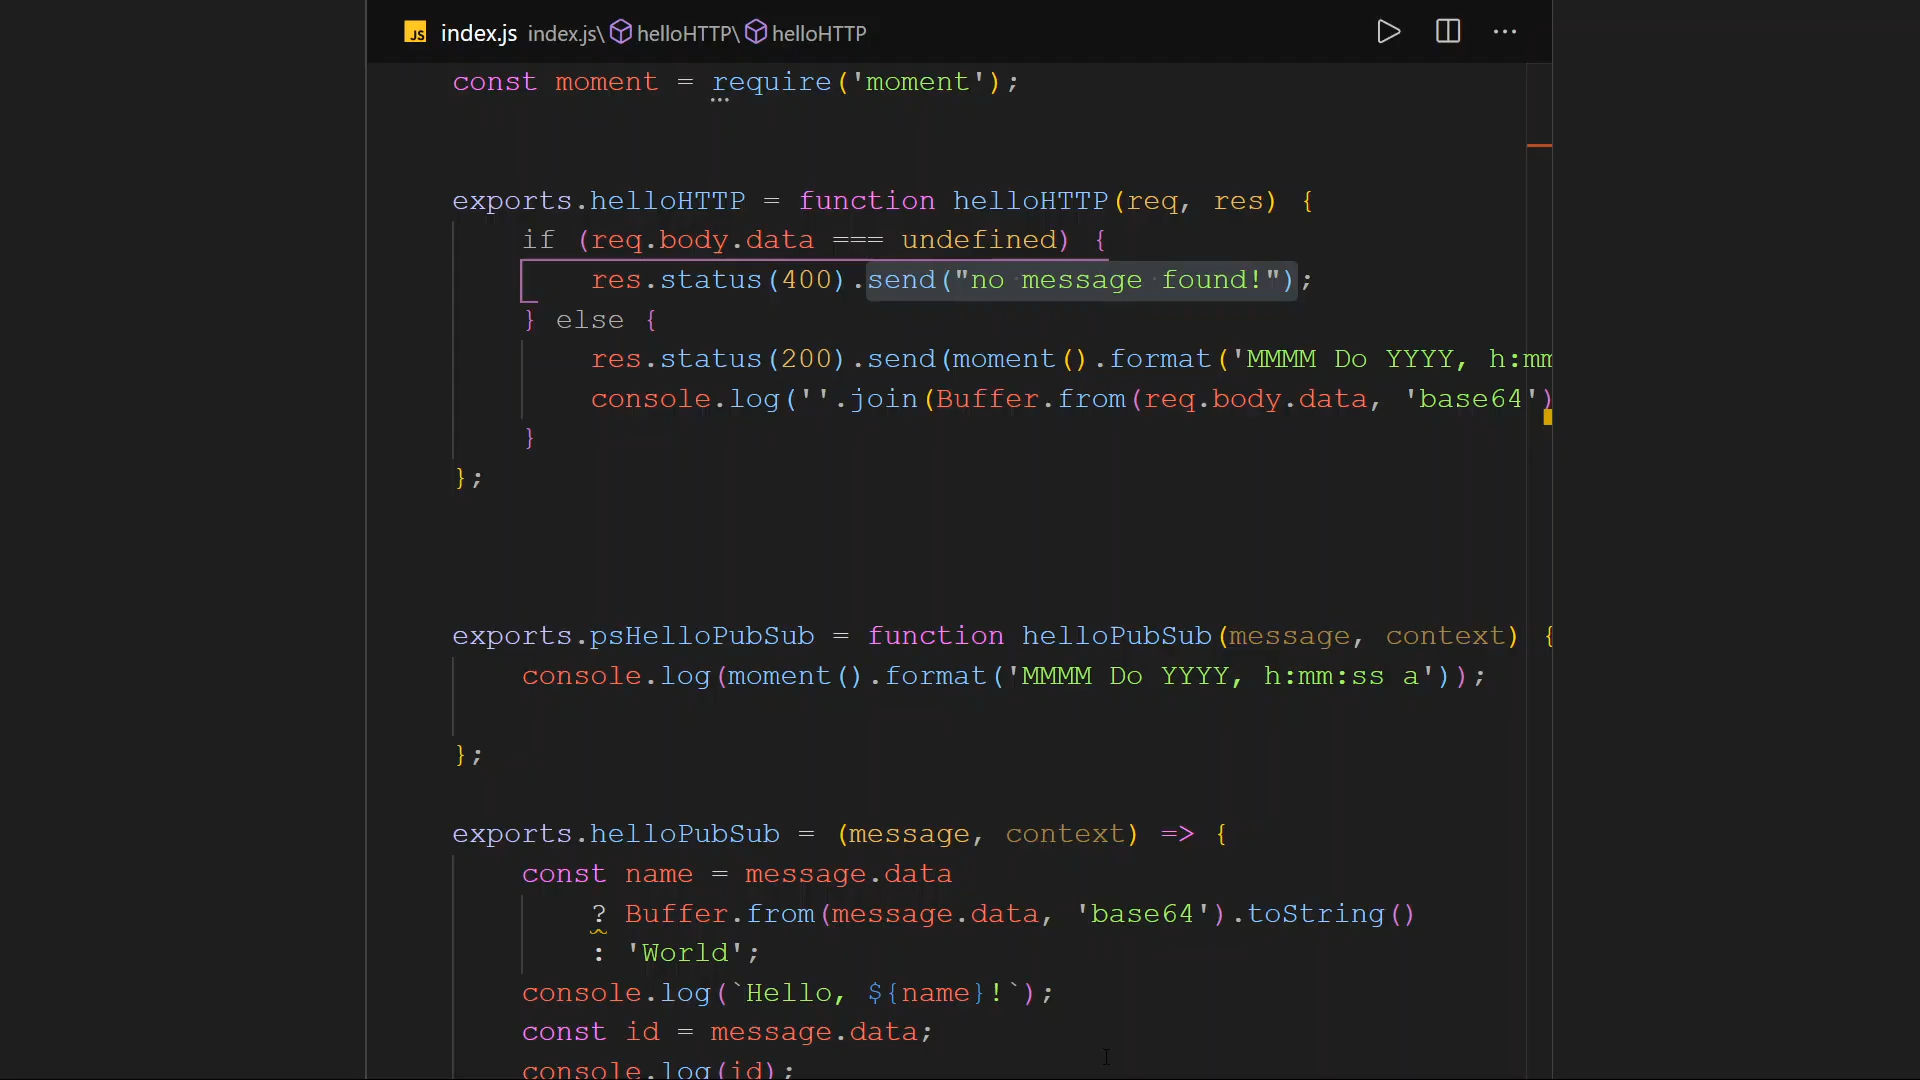 JS index.js index.js\ helloHTTP\ helloHTTP
const moment = require('moment');
exports.helloHTTP = function helloHTTP(req, res) {
if (req.body.data === undefined) {
res.status(400).send("no message found!");
} else {
res.status(200).send(moment().format('MMMM Do YYYY, h:mm
console.log(''.join(Buffer.from(req.body.data, 'base64')
}
};
exports.psHelloPubSub = function helloPubSub(message, context) {
console.log(moment().format('MMMM Do YYYY, h:mm:ss a'));
};
exports.helloPubSub = (message, context) => {
const name = message.data
? Buffer.from(message.data, 'base64').toString()
: 'World';
console.log(`Hello, ${name}!`);
const id = message.data;
console.log(id);